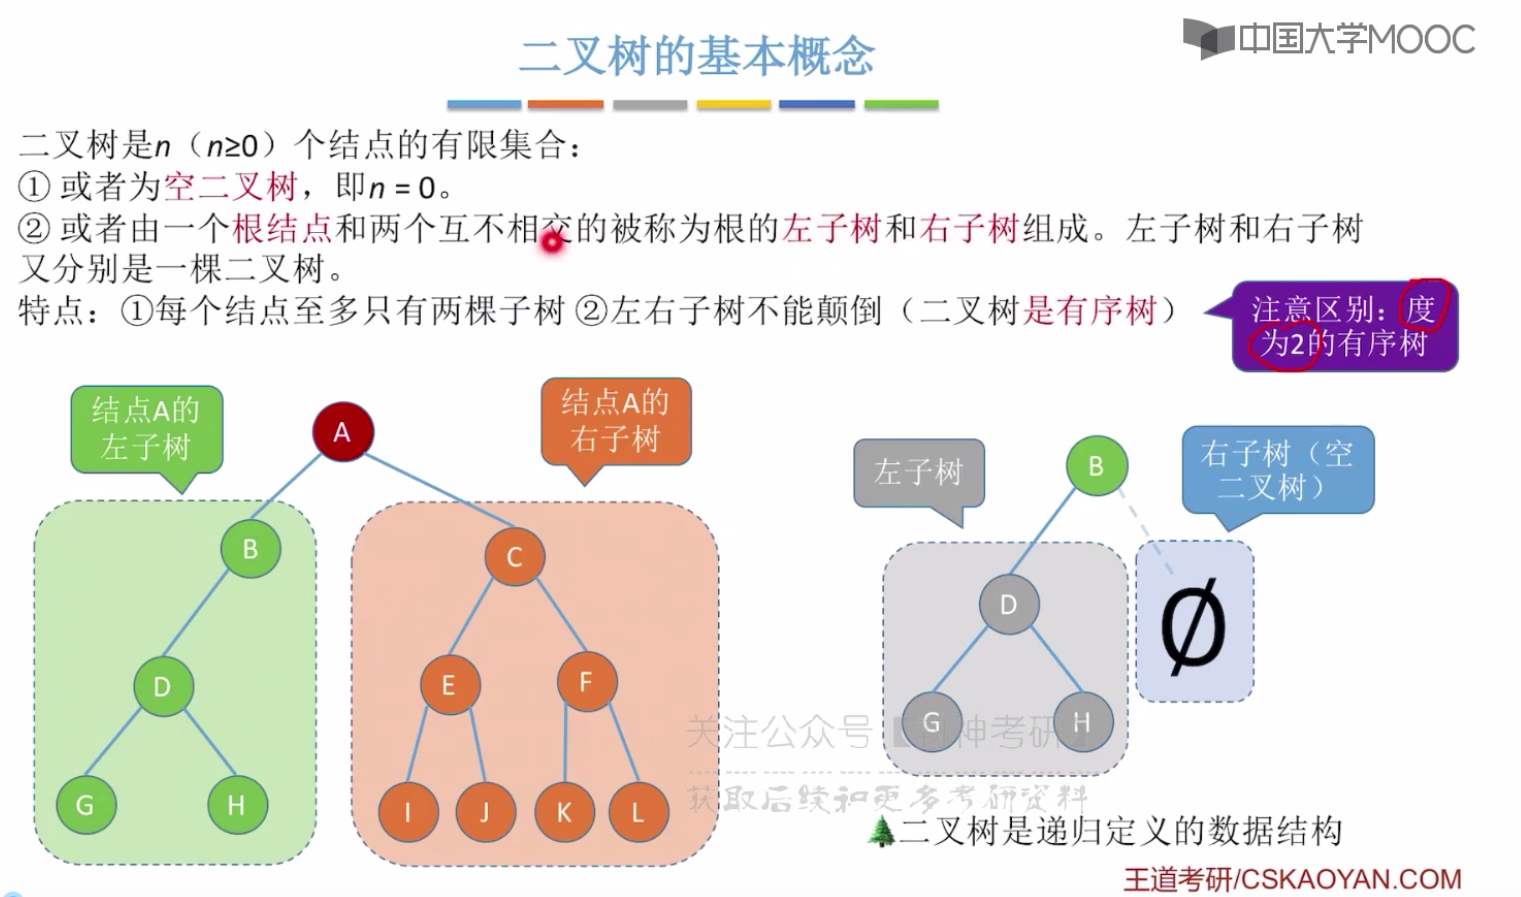 中国大学MOOC
二叉树的基本概念
二叉树是n（n≥0）个结点的有限集合：
① 或者为空二叉树，即n = 0。
② 或者由一个根结点和两个互不相交的被称为根的左子树和右子树组成。左子树和右子树
又分别是一棵二叉树。
特点：①每个结点至多只有两棵子树 ②左右子树不能颠倒（二叉树是有序树）
注意区别：度
为2的有序树
结点A的
左子树
结点A的
右子树
A
B
C
D
E
F
G
H
I
J
K
L
左子树
B
右子树（空
二叉树）
D
Ø
G
H
关注公众号
神考研】
获取后续和更多考研资料
二叉树是递归定义的数据结构
王道考研/CSKAOYAN.COM